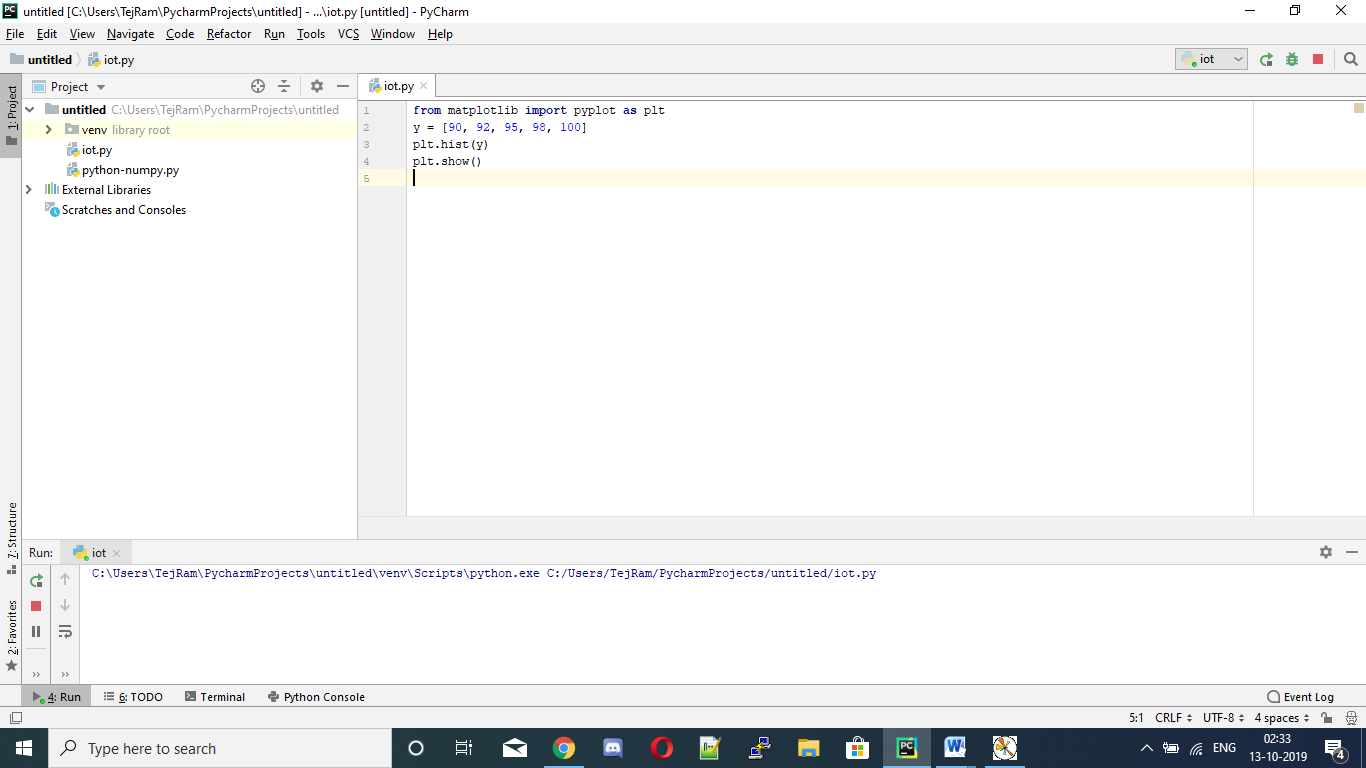 untitled [C:\Users\TejRam\PycharmProjects\untitled] - ...\iot.py [untitled] - PyCharm
File Edit View Navigate Code Refactor Run Tools VCS Window Help
untitled iot.py iot
Project
iot.py
1: Project
untitled C:\Users\TejRam\PycharmProjects\untitled
venv library root
iot.py
python-numpy.py
External Libraries
Scratches and Consoles
1 from matplotlib import pyplot as plt
2 y = [90, 92, 95, 98, 100]
3 plt.hist(y)
4 plt.show()
5
7: Structure
2: Favorites
Run: iot
C:\Users\TejRam\PycharmProjects\untitled\venv\Scripts\python.exe C:/Users/TejRam/PycharmProjects/untitled/iot.py
4: Run 6: TODO Terminal Python Console Event Log
5:1 CRLF UTF-8 4 spaces
Type here to search
ENG
02:33
13-10-2019
4